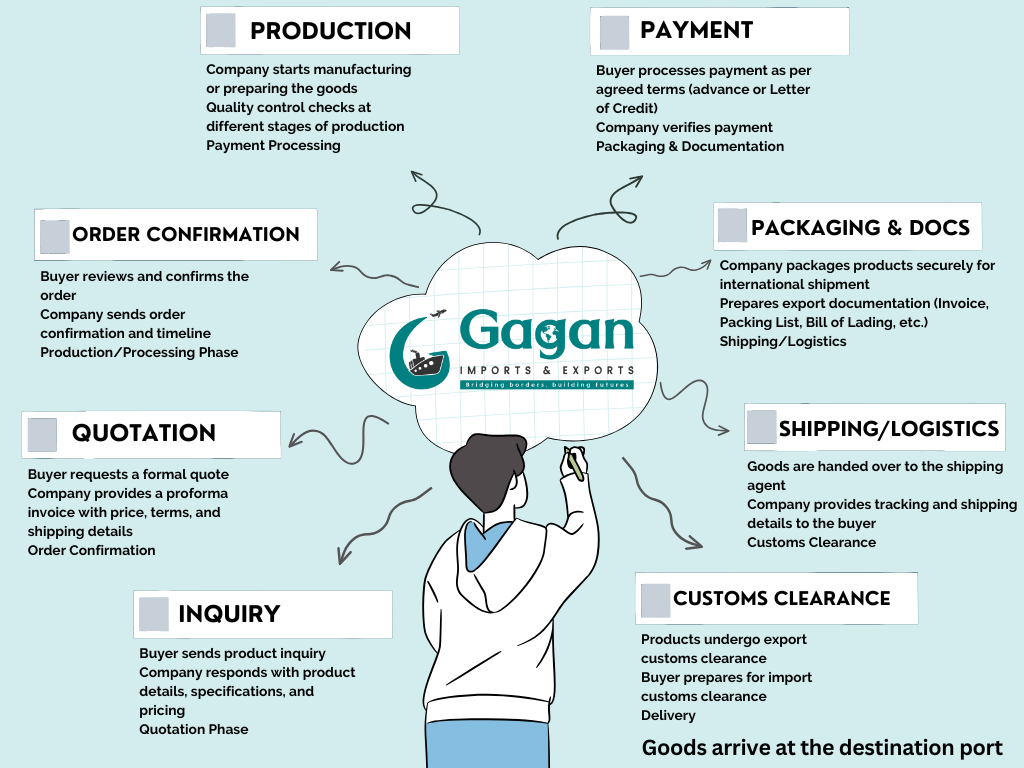 PRODUCTION
Company starts manufacturing
or preparing the goods
Quality control checks at
different stages of production
Payment Processing
PAYMENT
Buyer processes payment as per
agreed terms (advance or Letter
of Credit)
Company verifies payment
Packaging & Documentation
ORDER CONFIRMATION
Buyer reviews and confirms the
order
Company sends order
confirmation and timeline
Production/Processing Phase
PACKAGING & DOCS
Company packages products securely for
international shipment
Prepares export documentation (Invoice,
Packing List, Bill of Lading, etc.)
Shipping/Logistics
Gagan
IMPORTS & EXPORTS
Bridging borders, building futures
QUOTATION
Buyer requests a formal quote
Company provides a proforma
invoice with price, terms, and
shipping details
Order Confirmation
SHIPPING/LOGISTICS
Goods are handed over to the shipping
agent
Company provides tracking and shipping
details to the buyer
Customs Clearance
INQUIRY
Buyer sends product inquiry
Company responds with product
details, specifications, and
pricing
Quotation Phase
CUSTOMS CLEARANCE
Products undergo export
customs clearance
Buyer prepares for import
customs clearance
Delivery
Goods arrive at the destination port